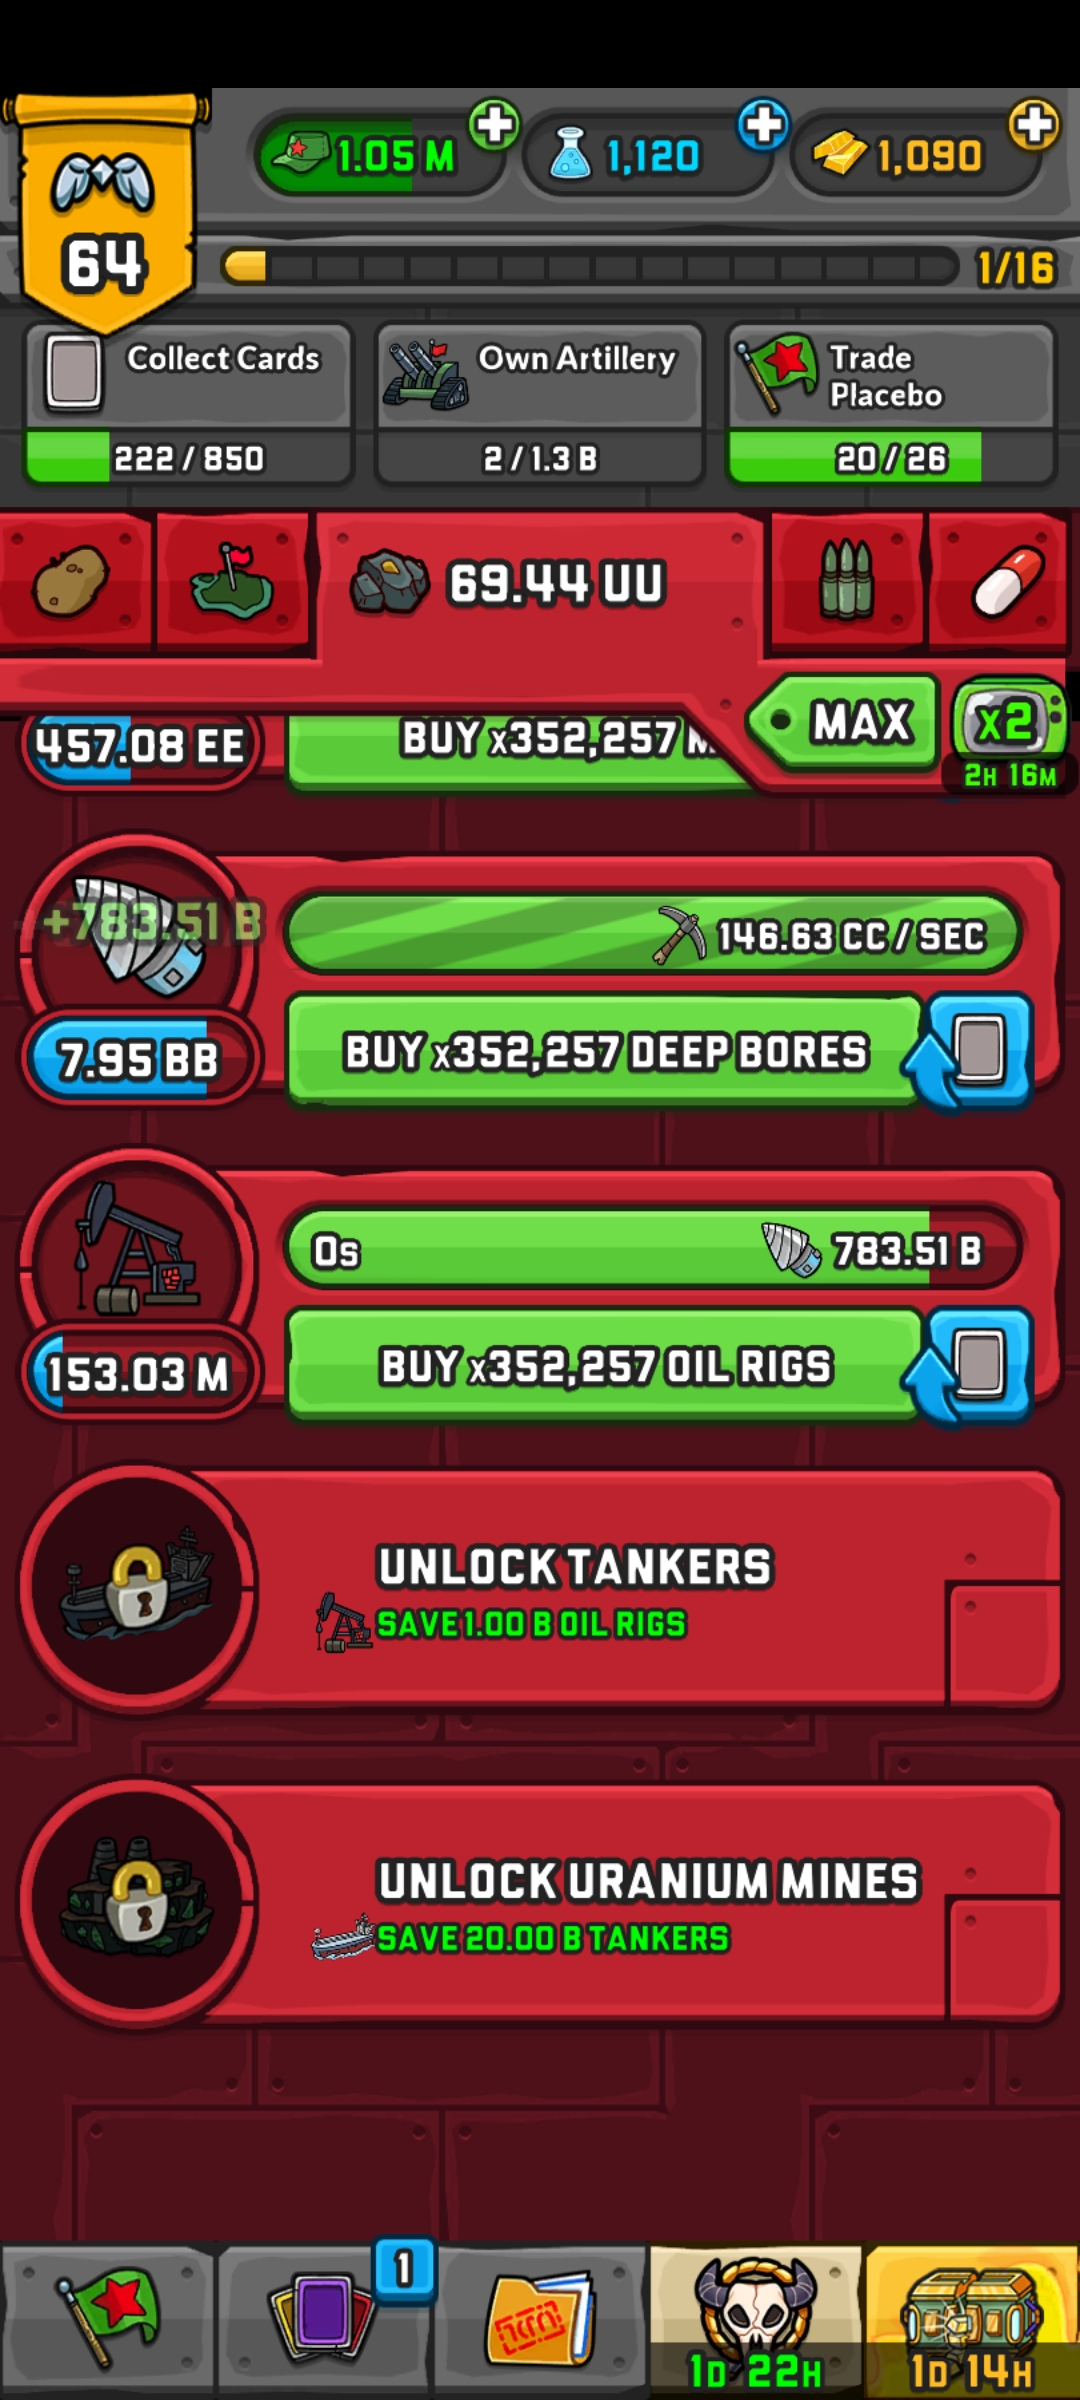 64
1.05 M
1,120
1,090
1/16
Collect Cards
222 / 850
Own Artillery
2 / 1.3 B
Trade
Placebo
20 / 26
69.44 UU
MAX
x2
2H 16M
457.08 EE
BUY x352,257 M
+783.51 B
146.63 CC / SEC
7.95 BB
BUY x352,257 DEEP BORES
0s
783.51 B
153.03 M
BUY x352,257 OIL RIGS
UNLOCK TANKERS
SAVE 1.00 B OIL RIGS
UNLOCK URANIUM MINES
SAVE 20.00 B TANKERS
1
1D 22H
1D 14H